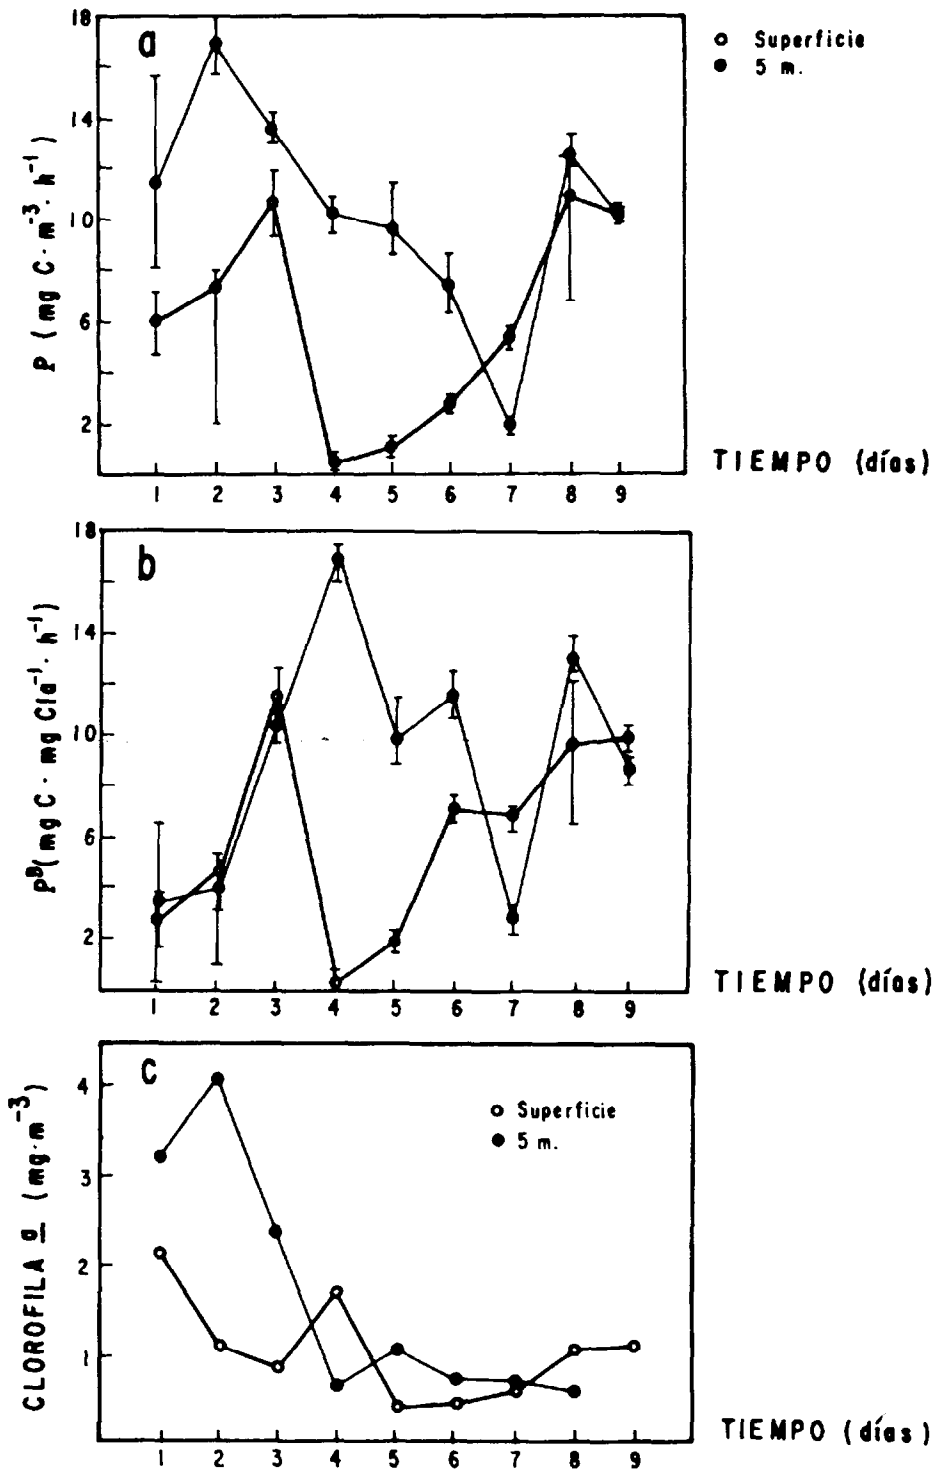 a
Superficie
5 m.
18
14
10
6
2
P (mg C · m⁻³ · h⁻¹)
1 2 3 4 5 6 7 8 9
TIEMPO (días)
b
18
14
10
6
2
Pᴮ (mg C · mg Cla⁻¹ · h⁻¹)
1 2 3 4 5 6 7 8 9
TIEMPO (días)
c
Superficie
5 m.
4
3
2
1
CLOROFILA a (mg·m⁻³)
1 2 3 4 5 6 7 8 9
TIEMPO (días)